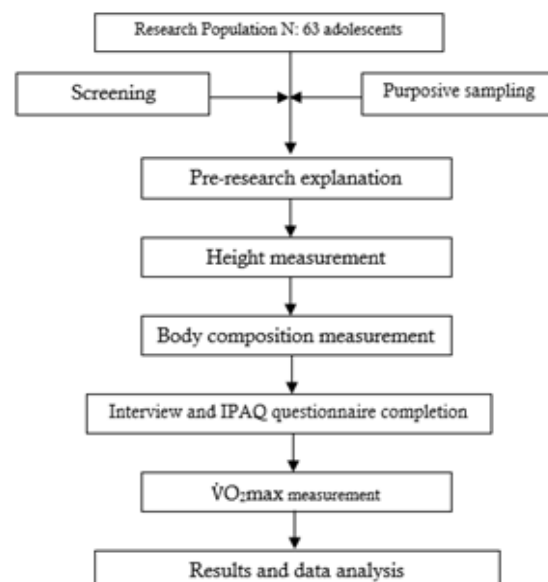 Research Population N: 63 adolescents
Screening
Purposive sampling
Pre-research explanation
Height measurement
Body composition measurement
Interview and IPAQ questionnaire completion
V̇O₂max measurement
Results and data analysis